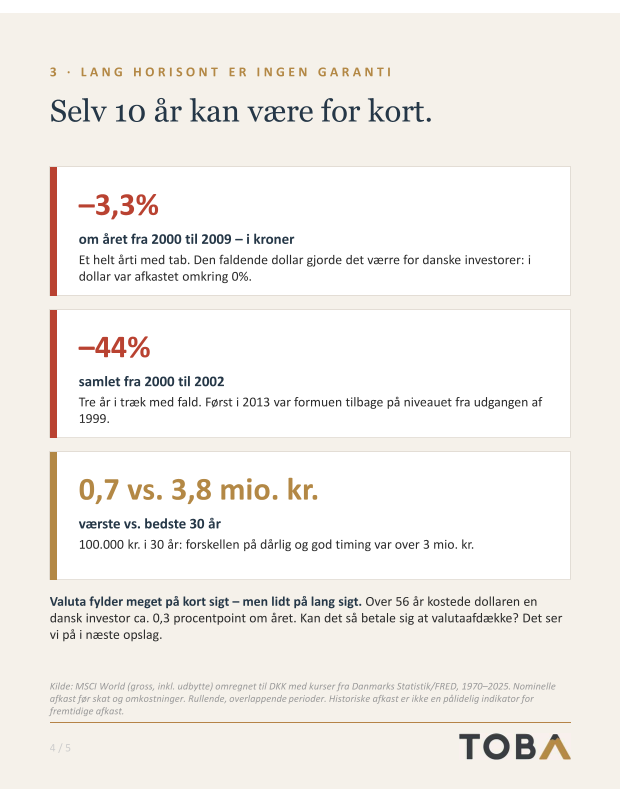 3 · LANG HORISONT ER INGEN GARANTI
Selv 10 år kan være for kort.
–3,3%
om året fra 2000 til 2009 – i kroner
Et helt årti med tab. Den faldende dollar gjorde det værre for danske investorer: i
dollar var afkastet omkring 0%.
–44%
samlet fra 2000 til 2002
Tre år i træk med fald. Først i 2013 var formuen tilbage på niveauet fra udgangen af
1999.
0,7 vs. 3,8 mio. kr.
værste vs. bedste 30 år
100.000 kr. i 30 år: forskellen på dårlig og god timing var over 3 mio. kr.
Valuta fylder meget på kort sigt – men lidt på lang sigt. Over 56 år kostede dollaren en
dansk investor ca. 0,3 procentpoint om året. Kan det så betale sig at valutaafdække? Det ser
vi på i næste opslag.
Kilde: MSCI World (gross, inkl. udbytte) omregnet til DKK med kurser fra Danmarks Statistik/FRED, 1970–2025. Nominelle
afkast før skat og omkostninger. Rullende, overlappende perioder. Historiske afkast er ikke en pålidelig indikator for
fremtidige afkast.
4 / 5
TOBA